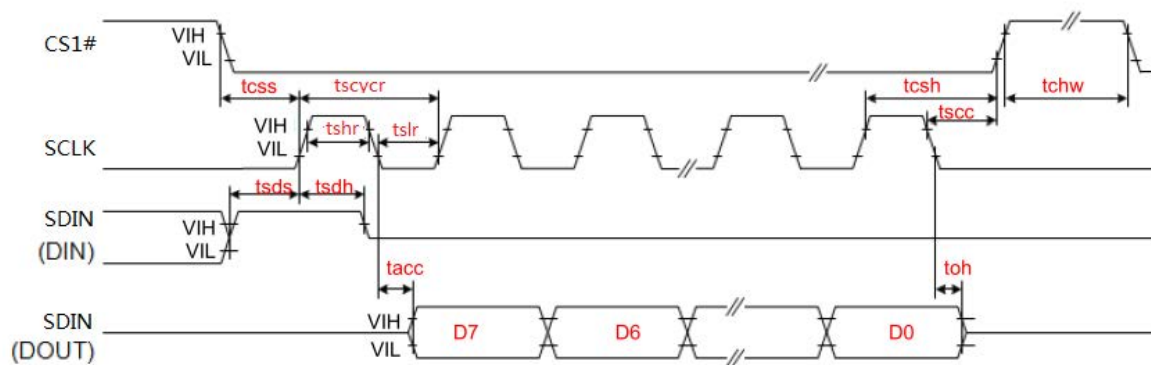 CS1#
VIH
VIL
tcss
tscycr
tcsh
tchw
tscc
SCLK
VIH
VIL
tshr
tslr
tsds
tsdh
SDIN
(DIN)
VIH
VIL
tacc
toh
SDIN
(DOUT)
VIH
VIL
D7
D6
D0